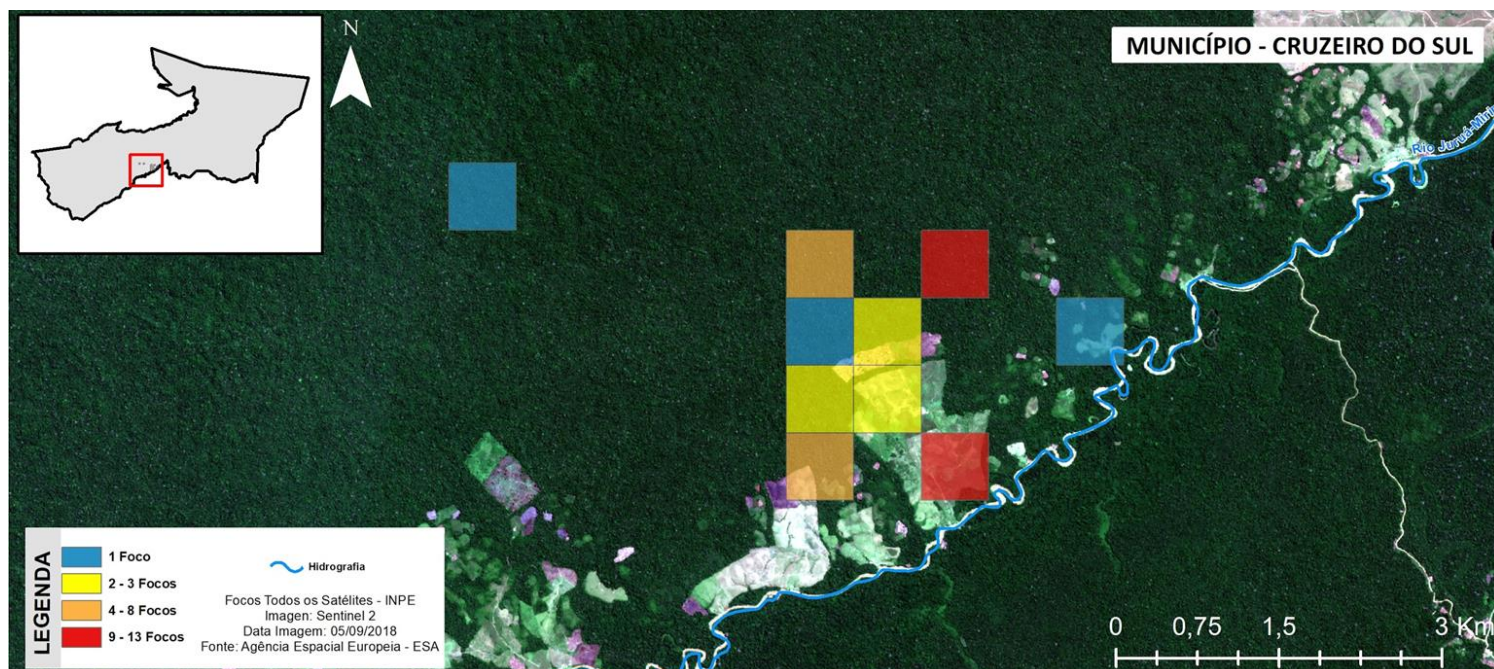 N
MUNICÍPIO - CRUZEIRO DO SUL
Rio Juruá-Mirim
LEGENDA
1 Foco
2 - 3 Focos
4 - 8 Focos
9 - 13 Focos
Hidrografia
Focos Todos os Satélites - INPE
Imagen: Sentinel 2
Data Imagem: 05/09/2018
Fonte: Agência Espacial Europeia - ESA
0 0,75 1,5 3 Km